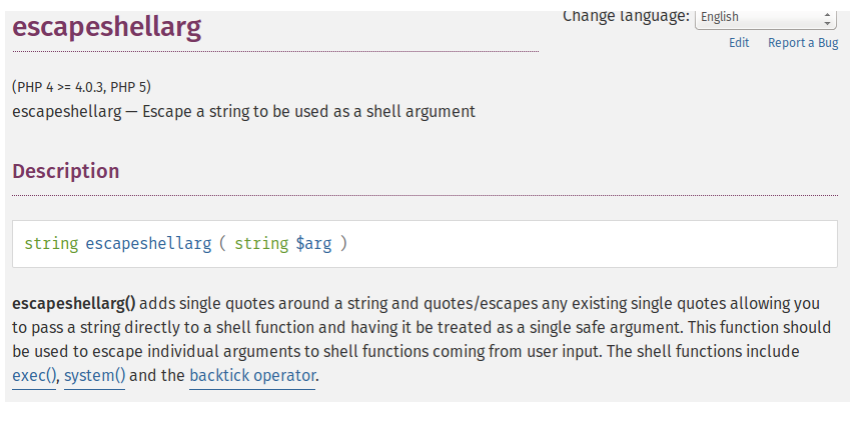 escapeshellarg
Change language: English
Edit Report a Bug
(PHP 4 >= 4.0.3, PHP 5)
escapeshellarg — Escape a string to be used as a shell argument
Description
string escapeshellarg ( string $arg )
escapeshellarg() adds single quotes around a string and quotes/escapes any existing single quotes allowing you
to pass a string directly to a shell function and having it be treated as a single safe argument. This function should
be used to escape individual arguments to shell functions coming from user input. The shell functions include
exec(), system() and the backtick operator.